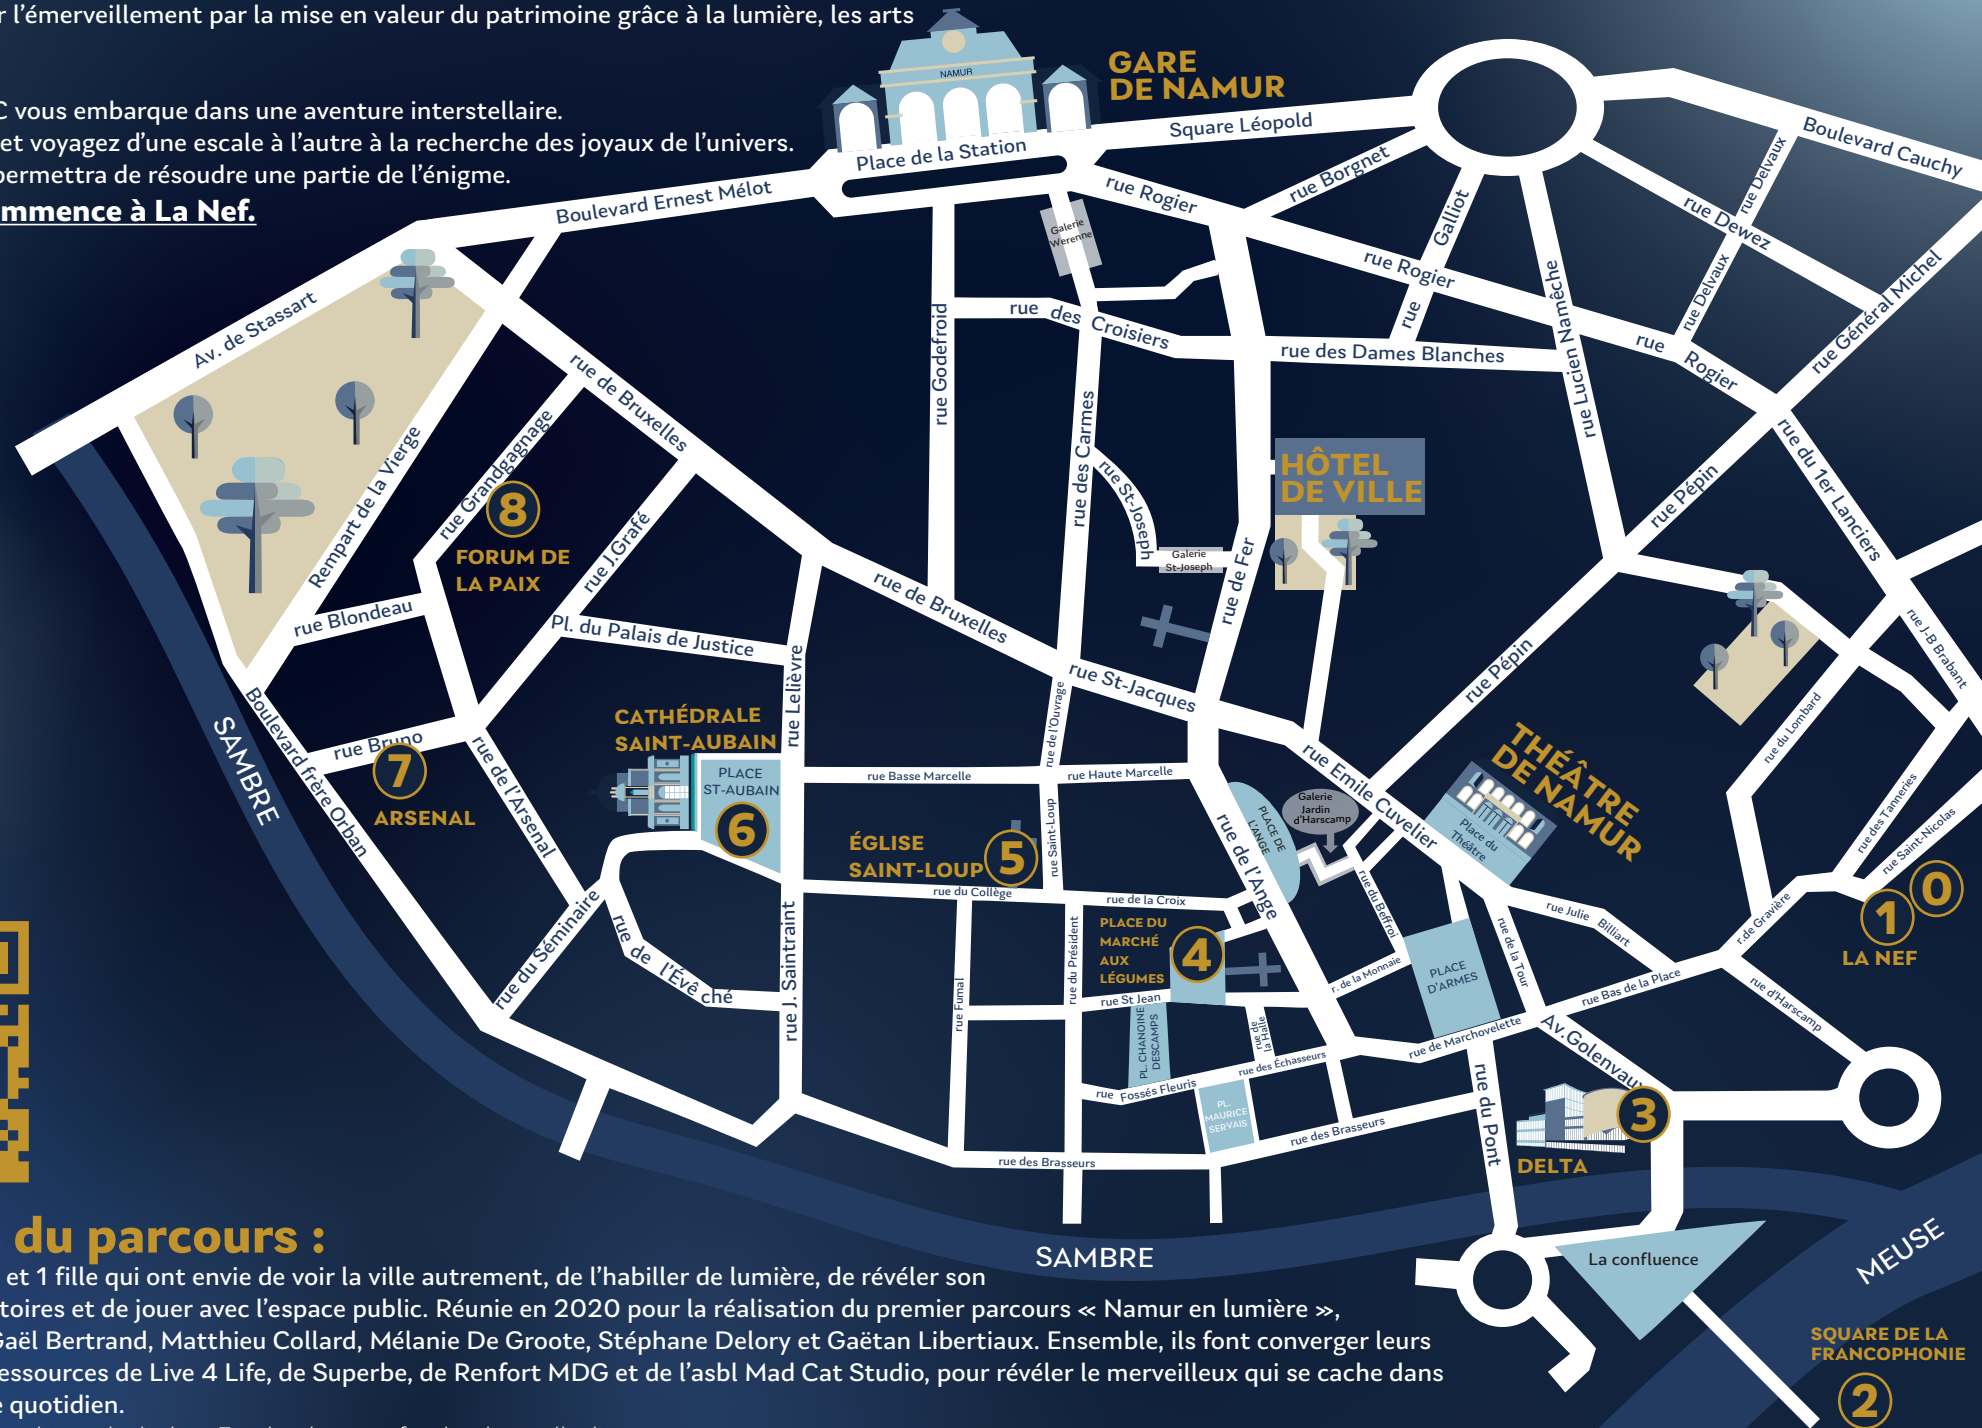 r l’émerveillement par la mise en valeur du patrimoine grâce à la lumière, les arts
C vous embarque dans une aventure interstellaire.
et voyagez d’une escale à l’autre à la recherche des joyaux de l’univers.
permettra de résoudre une partie de l’énigme.
mmence à La Nef.
NAMUR
GARE
DE NAMUR
Square Léopold
Place de la Station
Boulevard Ernest Mélot
Boulevard Cauchy
rue Borgnet
rue Rogier
rue Delvaux
rue Dewez
Galliot
rue
Galerie
Werenne
rue Rogier
rue Delvaux
rue Général Michel
Av. de Stassart
rue Godefroid
rue des Croisiers
rue des Dames Blanches
rue Lucien Namêche
rue Rogier
rue de Bruxelles
rue Grandgagnage
Rempart de la Vierge
rue des Carmes
rue St-Joseph
HÔTEL
DE VILLE
rue Pépin
rue du 1er Lanciers
8
FORUM DE
LA PAIX
rue J.Grafé
Galerie
St-Joseph
rue de Fer
rue Blondeau
rue de Bruxelles
Pl. du Palais de Justice
rue Lelièvre
rue St-Jacques
rue Pépin
rue J-B Brabant
rue de l’Ouvrage
rue du Lombard
SAMBRE
Boulevard frère Orban
rue Bruno
7
ARSENAL
rue de l’Arsenal
CATHÉDRALE
SAINT-AUBAIN
PLACE
ST-AUBAIN
6
rue Basse Marcelle
rue Haute Marcelle
rue Emile Cuvelier
THÉÂTRE
DE NAMUR
Place du
Théâtre
PLACE DE
L’ANGE
Galerie
Jardin
d’Harscamp
rue des Tanneries
rue Saint-Nicolas
ÉGLISE
SAINT-LOUP
5
rue Saint-Loup
rue de l’Ange
rue du Collège
rue de la Croix
rue du Beffroi
rue Julie Billiart
r.de Gravière
0
1
LA NEF
rue du Séminaire
rue de l’Évê ché
rue J. Saintraint
PLACE DU
MARCHÉ
AUX
LÉGUMES
4
rue du Président
rue Fumal
rue St Jean
r. de la Monnaie
PLACE
D’ARMES
rue de la Tour
rue Bas de la Place
rue d’Harscamp
PL. CHANOINE
DESCAMPS
rue de
la Halle
rue des Échasseurs
rue de Marchovelette
Av.Golenvaux
rue Fossés Fleuris
PL.
MAURICE
SERVAIS
rue des Brasseurs
rue des Brasseurs
rue du Pont
3
DELTA
SAMBRE
La confluence
MEUSE
SQUARE DE LA
FRANCOPHONIE
2
du parcours :
et 1 fille qui ont envie de voir la ville autrement, de l’habiller de lumière, de révéler son
toires et de jouer avec l’espace public. Réunie en 2020 pour la réalisation du premier parcours « Namur en lumière »,
Gaël Bertrand, Matthieu Collard, Mélanie De Groote, Stéphane Delory et Gaëtan Libertiaux. Ensemble, ils font converger leurs
essources de Live 4 Life, de Superbe, de Renfort MDG et de l’asbl Mad Cat Studio, pour révéler le merveilleux qui se cache dans
e quotidien.